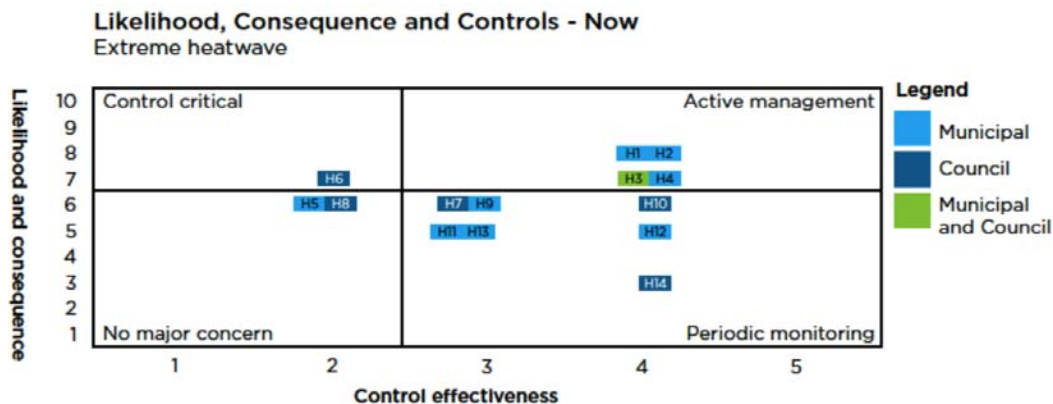 Likelihood, Consequence and Controls - Now
Extreme heatwave
Likelihood and consequence
10 Control critical Active management
9
8 H1 H2
7 H6 H3 H4
6 H5 H8 H7 H9 H10
5 H11 H13 H12
4
3 H14
2
1 No major concern Periodic monitoring
1 2 3 4 5
Control effectiveness
Legend
Municipal
Council
Municipal
and Council